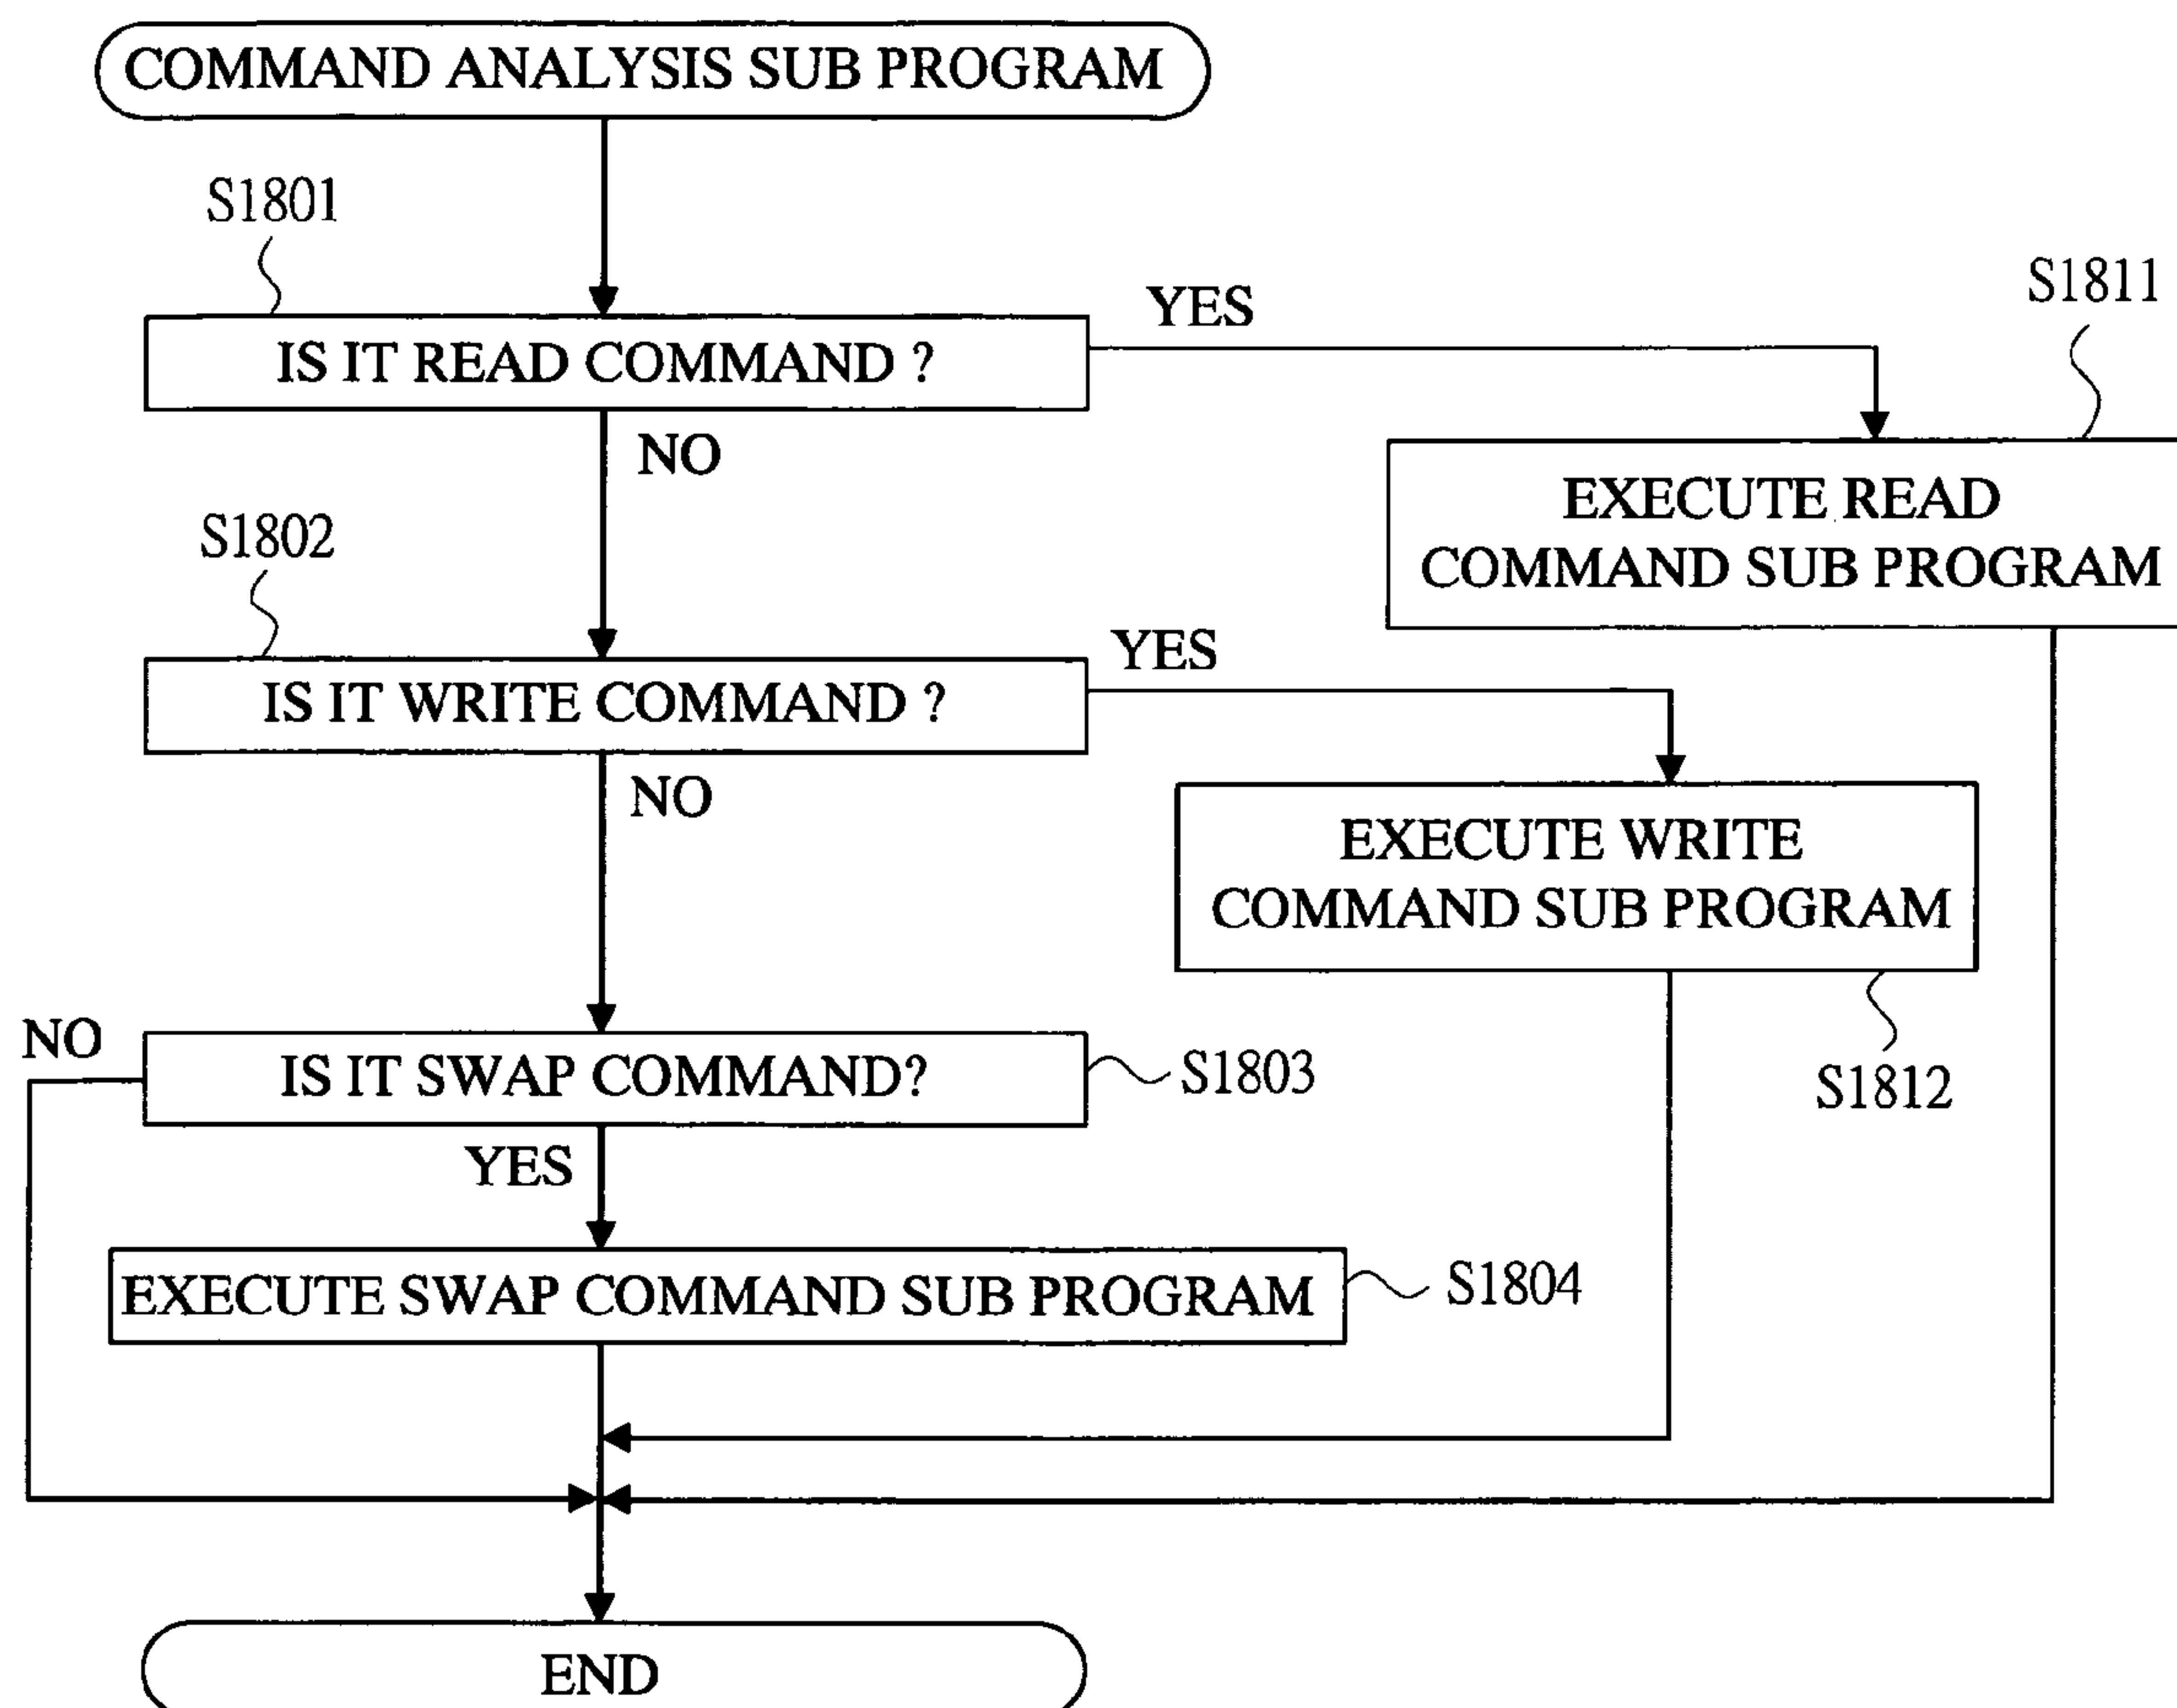 COMMAND ANALYSIS SUB PROGRAM
S1801
IS IT READ COMMAND ?
YES
S1811
NO
EXECUTE READ
COMMAND SUB PROGRAM
S1802
IS IT WRITE COMMAND ?
YES
NO
EXECUTE WRITE
COMMAND SUB PROGRAM
S1812
NO
IS IT SWAP COMMAND?
S1803
YES
EXECUTE SWAP COMMAND SUB PROGRAM
S1804
END